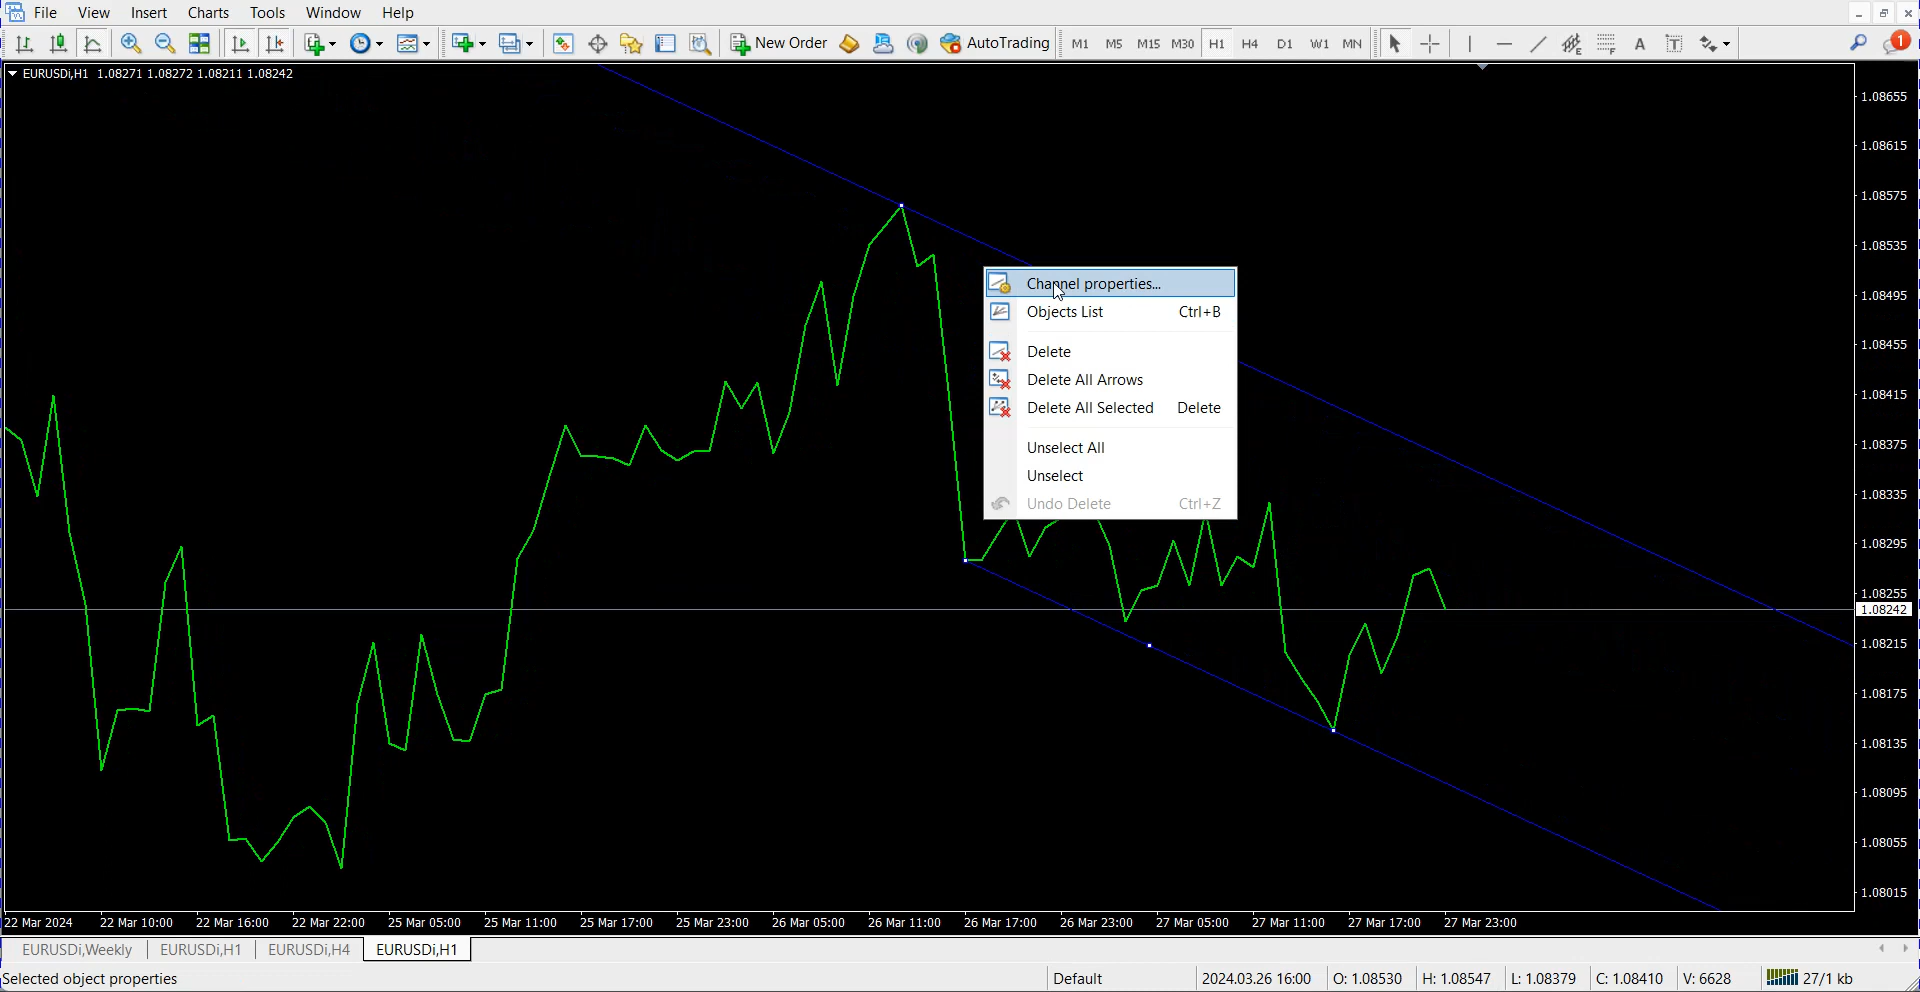 File View Insert Charts Tools Window Help
New Order AutoTrading M1 M5 M15 M30 H1 H4 D1 W1 MN A T 1
EURUSDi,H1 1.08271 1.08272 1.08211 1.08242
1.08655
1.08615
1.08575
1.08535
1.08495
1.08455
1.08415
1.08375
1.08335
1.08295
1.08255
1.08242
1.08215
1.08175
1.08135
1.08095
1.08055
1.08015
Channel properties...
Objects List Ctrl+B
Delete
Delete All Arrows
Delete All Selected Delete
Unselect All
Unselect
Undo Delete Ctrl+Z
22 Mar 2024 22 Mar 10:00 22 Mar 16:00 22 Mar 22:00 25 Mar 05:00 25 Mar 11:00 25 Mar 17:00 25 Mar 23:00 26 Mar 05:00 26 Mar 11:00 26 Mar 17:00 26 Mar 23:00 27 Mar 05:00 27 Mar 11:00 27 Mar 17:00 27 Mar 23:00
EURUSDi,Weekly EURUSDi,H1 EURUSDi,H4 EURUSDi,H1
Selected object properties Default 2024.03.26 16:00 O: 1.08530 H: 1.08547 L: 1.08379 C: 1.08410 V: 6628 27/1 kb